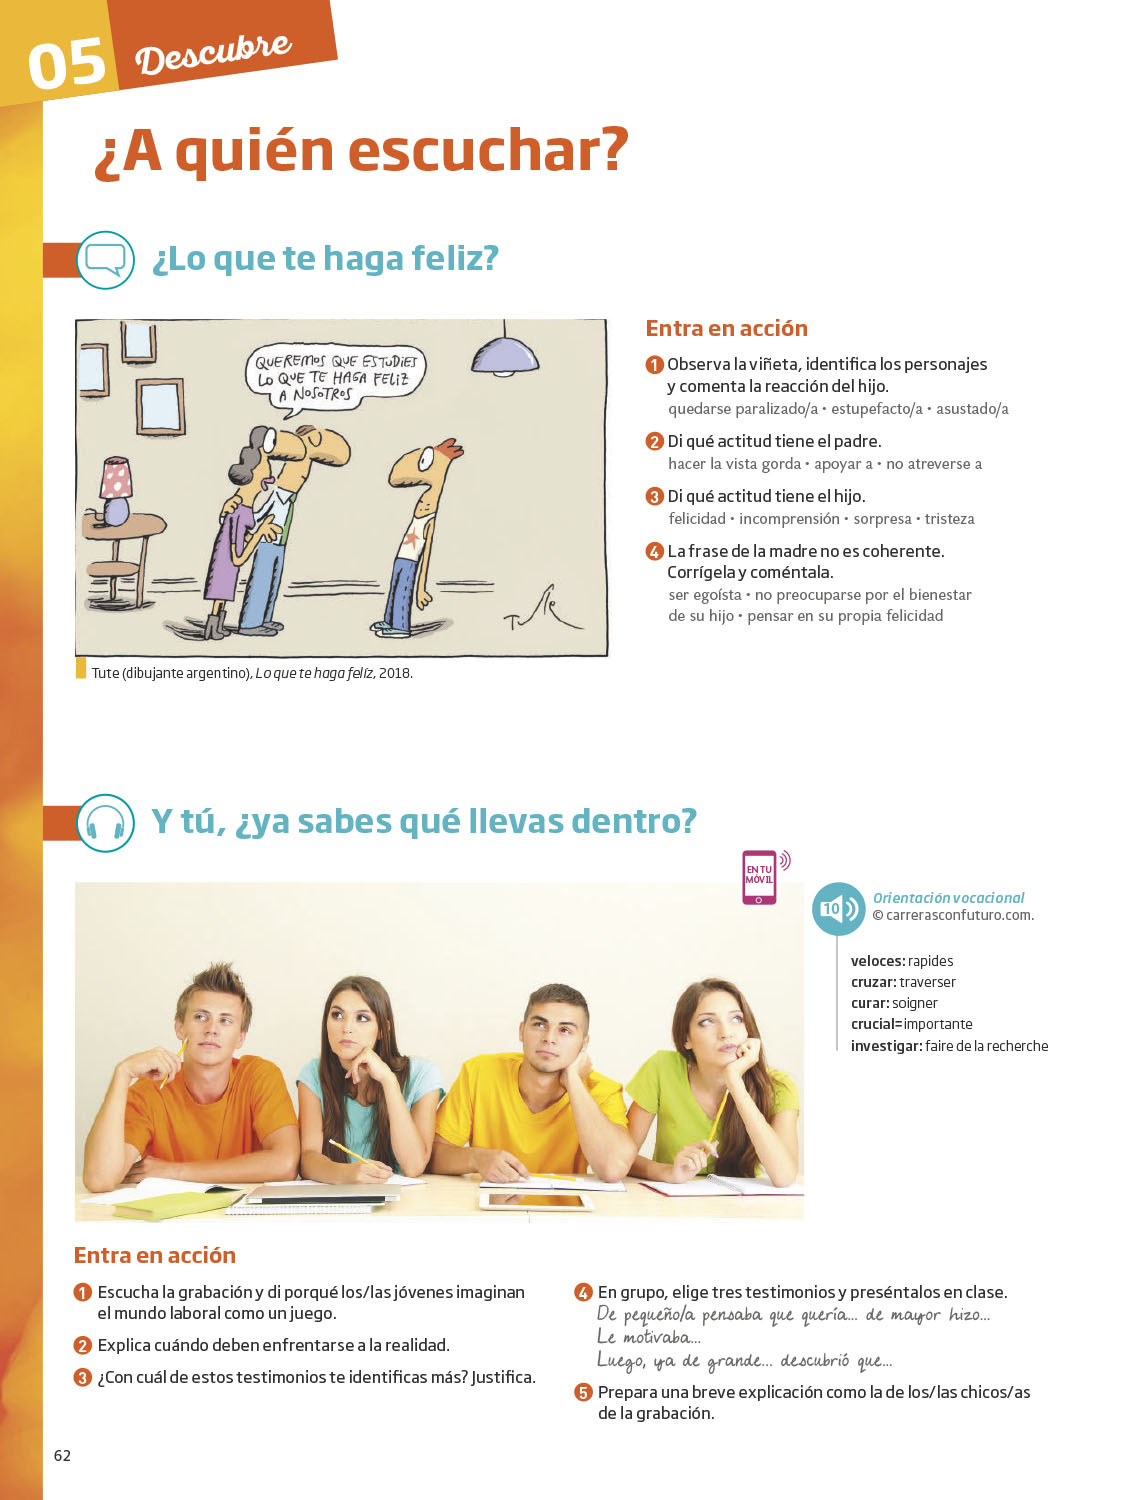 05 Descubre
¿A quién escuchar?
¿Lo que te haga feliz?
QUEREMOS QUE ESTUDIES
LO QUE TE HAGA FELIZ
A NOSOTROS
Tute
Tute (dibujante argentino), Lo que te haga feliz, 2018.
Entra en acción
1 Observa la viñeta, identifica los personajes
y comenta la reacción del hijo.
quedarse paralizado/a • estupefacto/a • asustado/a
2 Di qué actitud tiene el padre.
hacer la vista gorda • apoyar a • no atreverse a
3 Di qué actitud tiene el hijo.
felicidad • incomprensión • sorpresa • tristeza
4 La frase de la madre no es coherente.
Corrígela y coméntala.
ser egoísta • no preocuparse por el bienestar
de su hijo • pensar en su propia felicidad
Y tú, ¿ya sabes qué llevas dentro?
EN TU
MÓVIL
10
Orientación vocacional
© carrerasconfuturo.com.
veloces: rapides
cruzar: traverser
curar: soigner
crucial=importante
investigar: faire de la recherche
Entra en acción
1 Escucha la grabación y di porqué los/las jóvenes imaginan
el mundo laboral como un juego.
2 Explica cuándo deben enfrentarse a la realidad.
3 ¿Con cuál de estos testimonios te identificas más? Justifica.
4 En grupo, elige tres testimonios y preséntalos en clase.
De pequeño/a pensaba que quería... de mayor hizo...
Le motivaba...
Luego, ya de grande... descubrió que...
5 Prepara una breve explicación como la de los/las chicos/as
de la grabación.
62